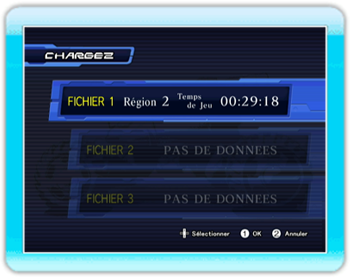 CHARGEZ
FICHIER 1 Région 2 Temps de Jeu 00:29:18
FICHIER 2 PAS DE DONNEES
FICHIER 3 PAS DE DONNEES
Sélectionner 1 OK 2 Annuler